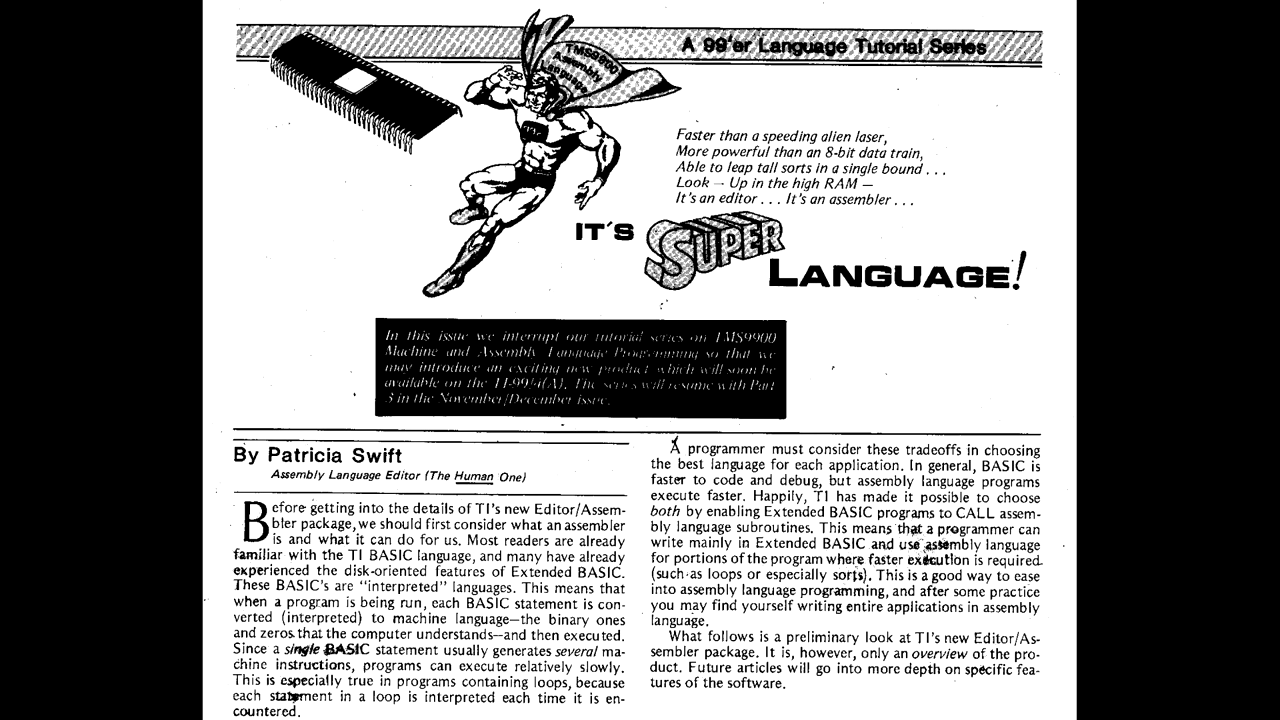 A 99'er Language Tutorial Series
TMS9900
Assembly
Language
Faster than a speeding alien laser,
More powerful than an 8-bit data train,
Able to leap tall sorts in a single bound . . .
Look — Up in the high RAM —
It's an editor . . . It's an assembler . . .
IT'S SUPER
LANGUAGE!
In this issue we interrupt our tutorial series on TMS9900
Machine and Assembly Language Programming so that we
may introduce an exciting new product which will soon be
available on the TI-99/4(A). The series will resume with Part
3 in the November/December issue.
By Patricia Swift
Assembly Language Editor (The Human One)
Before getting into the details of TI's new Editor/Assem-
bler package, we should first consider what an assembler
is and what it can do for us. Most readers are already
familiar with the TI BASIC language, and many have already
experienced the disk-oriented features of Extended BASIC.
These BASIC's are "interpreted" languages. This means that
when a program is being run, each BASIC statement is con-
verted (interpreted) to machine language—the binary ones
and zeros that the computer understands—and then executed.
Since a single BASIC statement usually generates several ma-
chine instructions, programs can execute relatively slowly.
This is especially true in programs containing loops, because
each statement in a loop is interpreted each time it is en-
countered.
A programmer must consider these tradeoffs in choosing
the best language for each application. In general, BASIC is
faster to code and debug, but assembly language programs
execute faster. Happily, TI has made it possible to choose
both by enabling Extended BASIC programs to CALL assem-
bly language subroutines. This means that a programmer can
write mainly in Extended BASIC and use assembly language
for portions of the program where faster execution is required
(such as loops or especially sorts). This is a good way to ease
into assembly language programming, and after some practice
you may find yourself writing entire applications in assembly
language.
What follows is a preliminary look at TI's new Editor/As-
sembler package. It is, however, only an overview of the pro-
duct. Future articles will go into more depth on specific fea-
tures of the software.